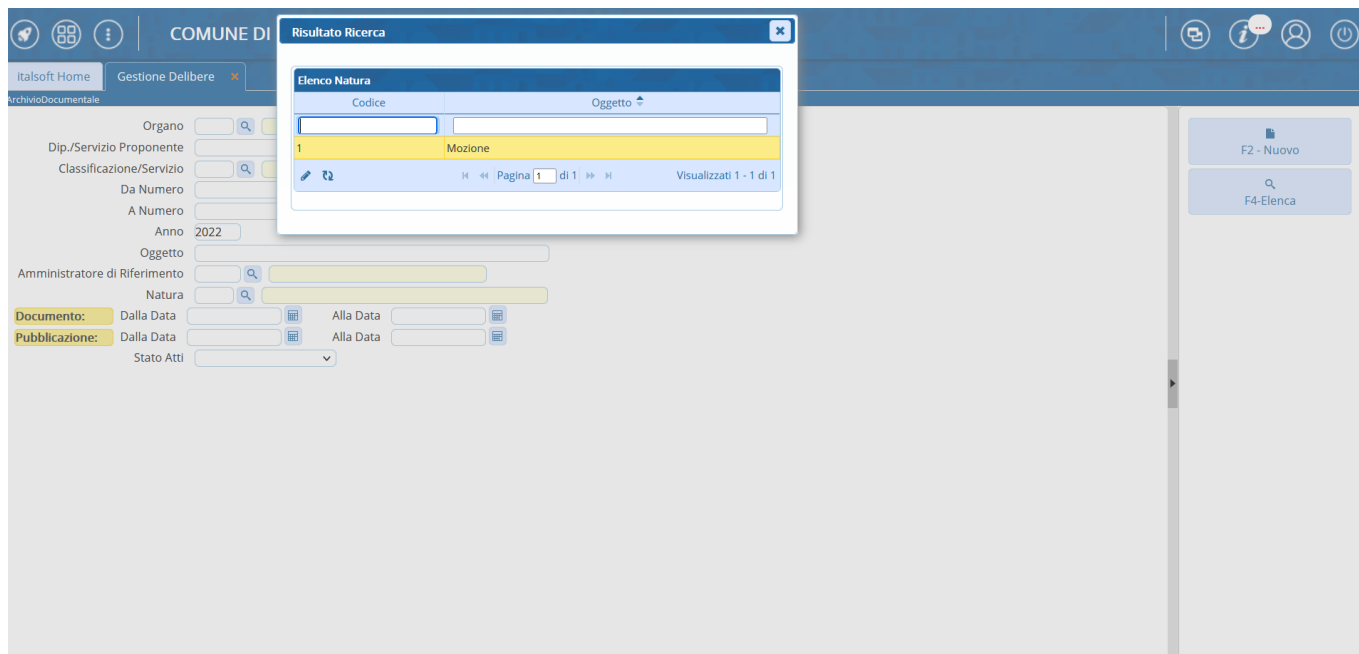 COMUNE DI
Risultato Ricerca
...
italsoft Home
Gestione Delibere
ArchivioDocumentale
Elenco Natura
Codice Oggetto
1 Mozione
Pagina 1 di 1 Visualizzati 1 - 1 di 1
Organo
Dip./Servizio Proponente
Classificazione/Servizio
Da Numero
A Numero
Anno 2022
Oggetto
Amministratore di Riferimento
Natura
Documento: Dalla Data Alla Data
Pubblicazione: Dalla Data Alla Data
Stato Atti
F2 - Nuovo
F4-Elenca